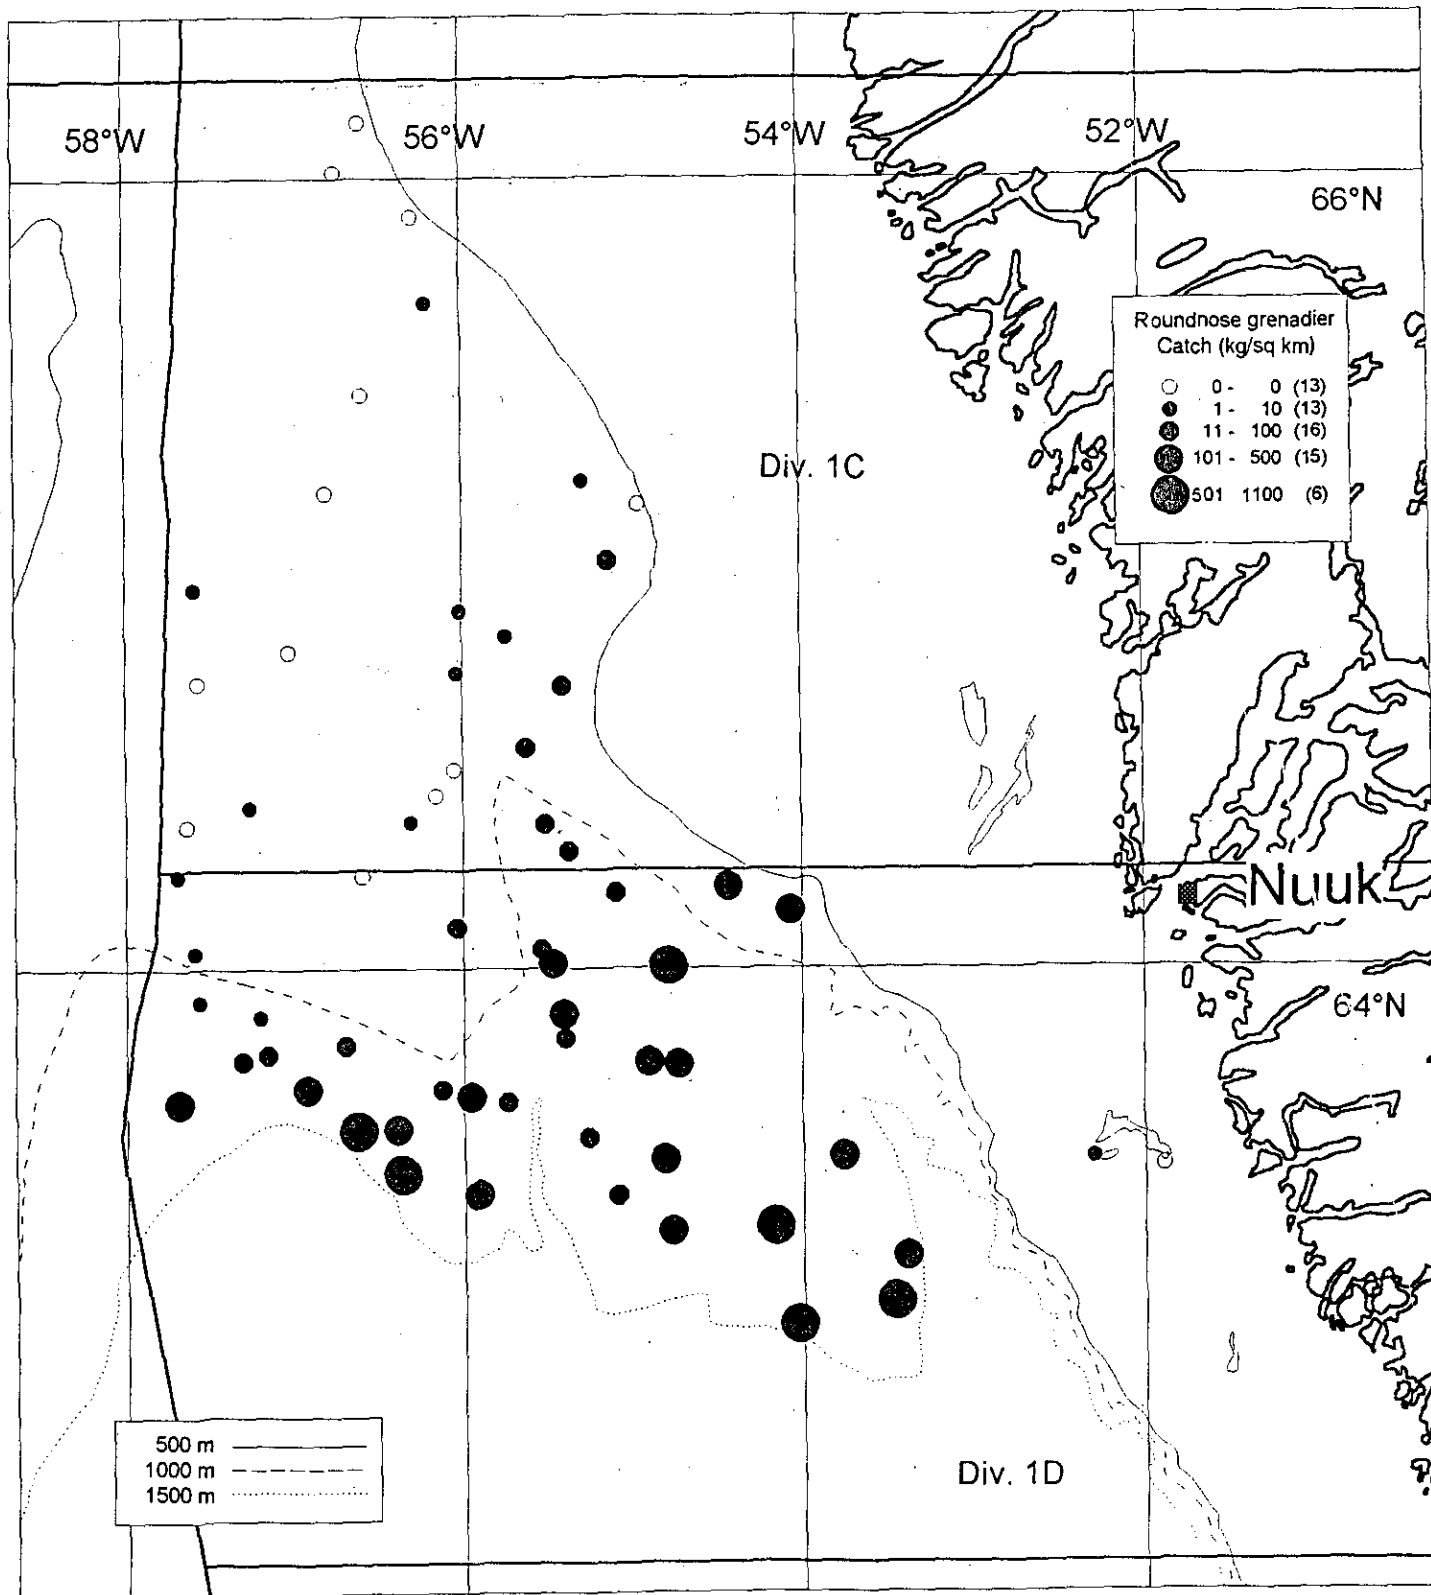 58°W 56°W 54°W 52°W
66°N
Roundnose grenadier
Catch (kg/sq km)
0 - 0 (13)
1 - 10 (13)
11 - 100 (16)
101 - 500 (15)
501 1100 (6)
Div. 1C
Nuuk
64°N
500 m
1000 m
1500 m
Div. 1D